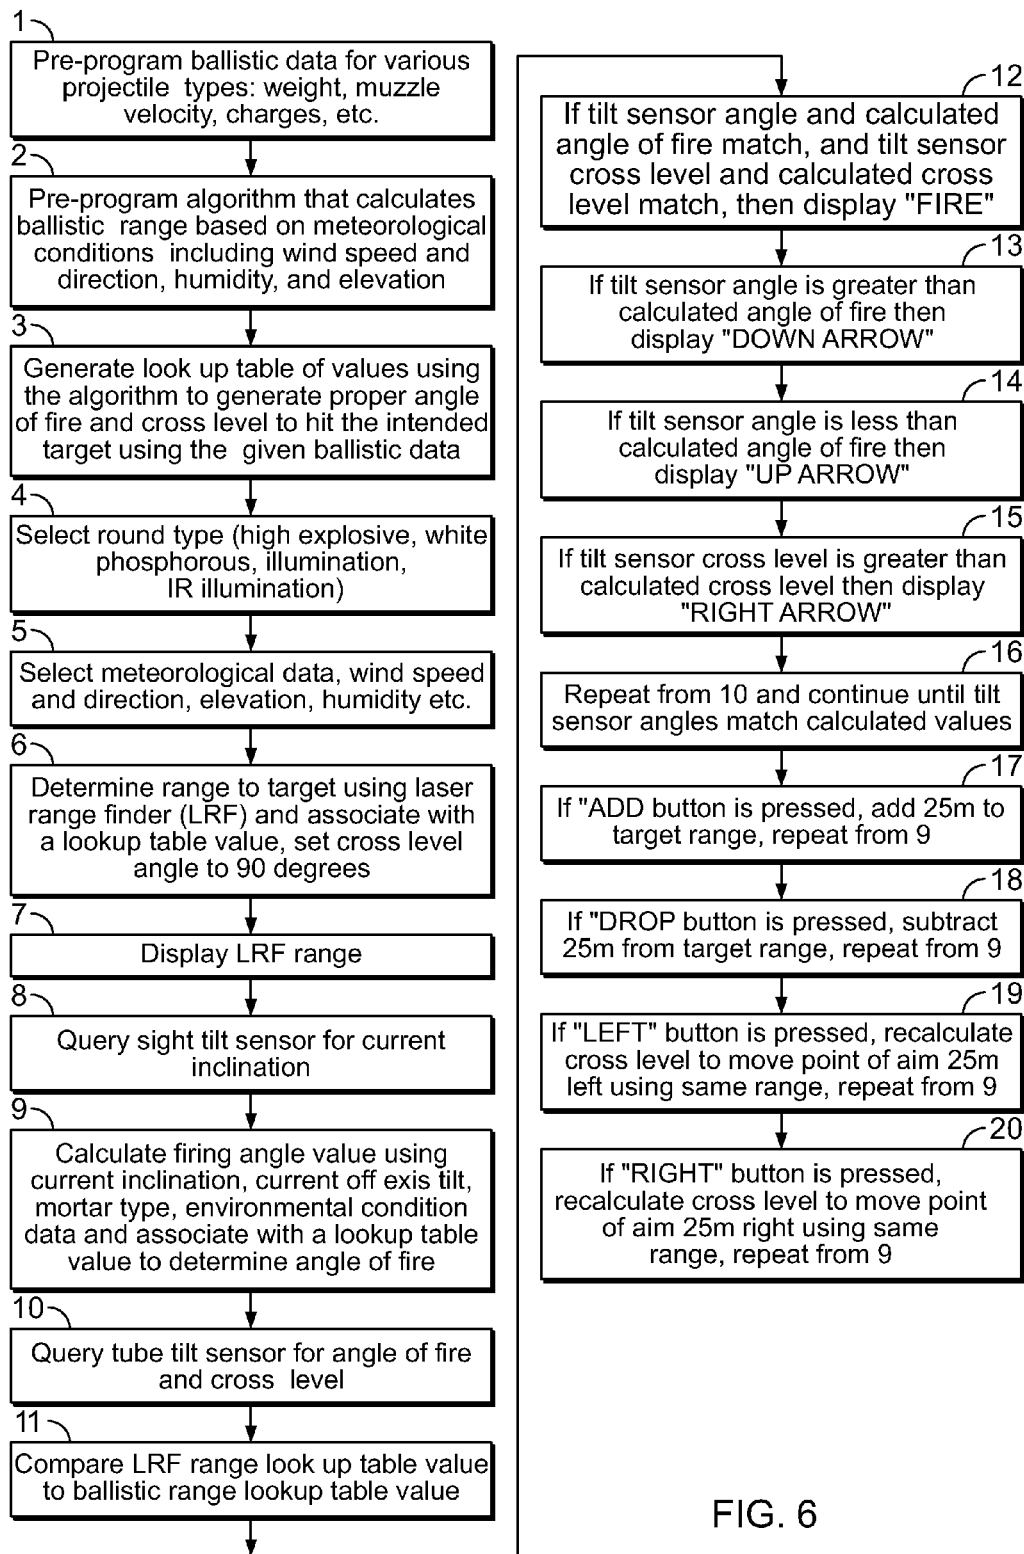 1
Pre-program ballistic data for various
projectile types: weight, muzzle
velocity, charges, etc.
2
Pre-program algorithm that calculates
ballistic range based on meteorological
conditions including wind speed and
direction, humidity, and elevation
3
Generate look up table of values using
the algorithm to generate proper angle
of fire and cross level to hit the intended
target using the given ballistic data
4
Select round type (high explosive, white
phosphorous, illumination,
IR illumination)
5
Select meteorological data, wind speed
and direction, elevation, humidity etc.
6
Determine range to target using laser
range finder (LRF) and associate with
a lookup table value, set cross level
angle to 90 degrees
7
Display LRF range
8
Query sight tilt sensor for current
inclination
9
Calculate firing angle value using
current inclination, current off exis tilt,
mortar type, environmental condition
data and associate with a lookup table
value to determine angle of fire
10
Query tube tilt sensor for angle of fire
and cross level
11
Compare LRF range look up table value
to ballistic range lookup table value
12
If tilt sensor angle and calculated
angle of fire match, and tilt sensor
cross level and calculated cross
level match, then display "FIRE"
13
If tilt sensor angle is greater than
calculated angle of fire then
display "DOWN ARROW"
14
If tilt sensor angle is less than
calculated angle of fire then
display "UP ARROW"
15
If tilt sensor cross level is greater than
calculated cross level then display
"RIGHT ARROW"
16
Repeat from 10 and continue until tilt
sensor angles match calculated values
17
If "ADD button is pressed, add 25m to
target range, repeat from 9
18
If "DROP button is pressed, subtract
25m from target range, repeat from 9
19
If "LEFT" button is pressed, recalculate
cross level to move point of aim 25m
left using same range, repeat from 9
20
If "RIGHT" button is pressed,
recalculate cross level to move point
of aim 25m right using same
range, repeat from 9
FIG. 6